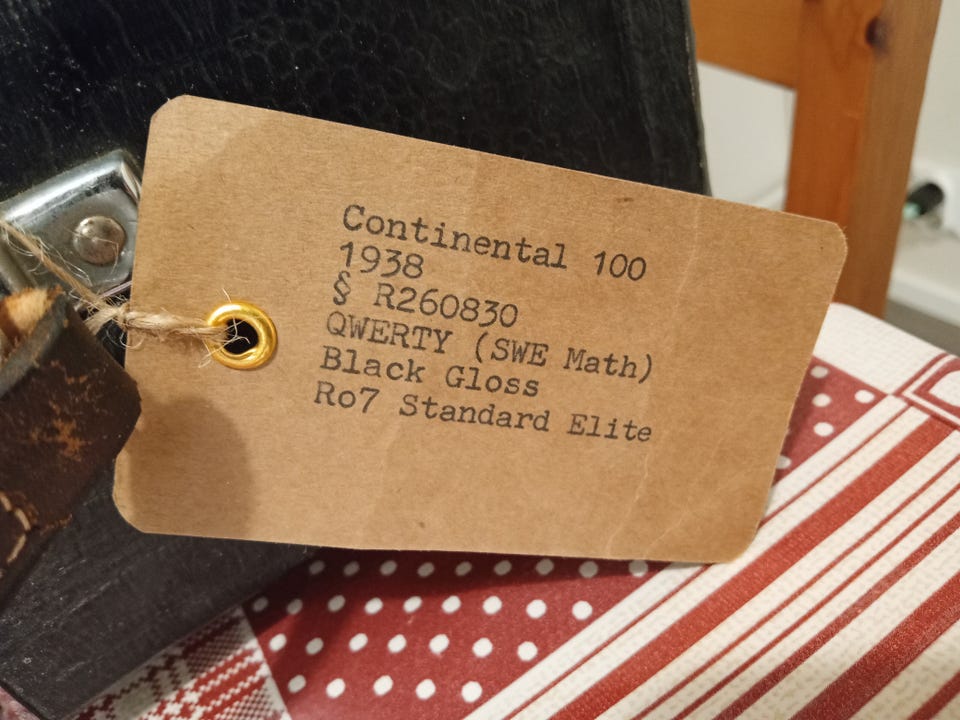 Continental 100
1938
§ R260830
QWERTY (SWE Math)
Black Gloss
Ro7 Standard Elite